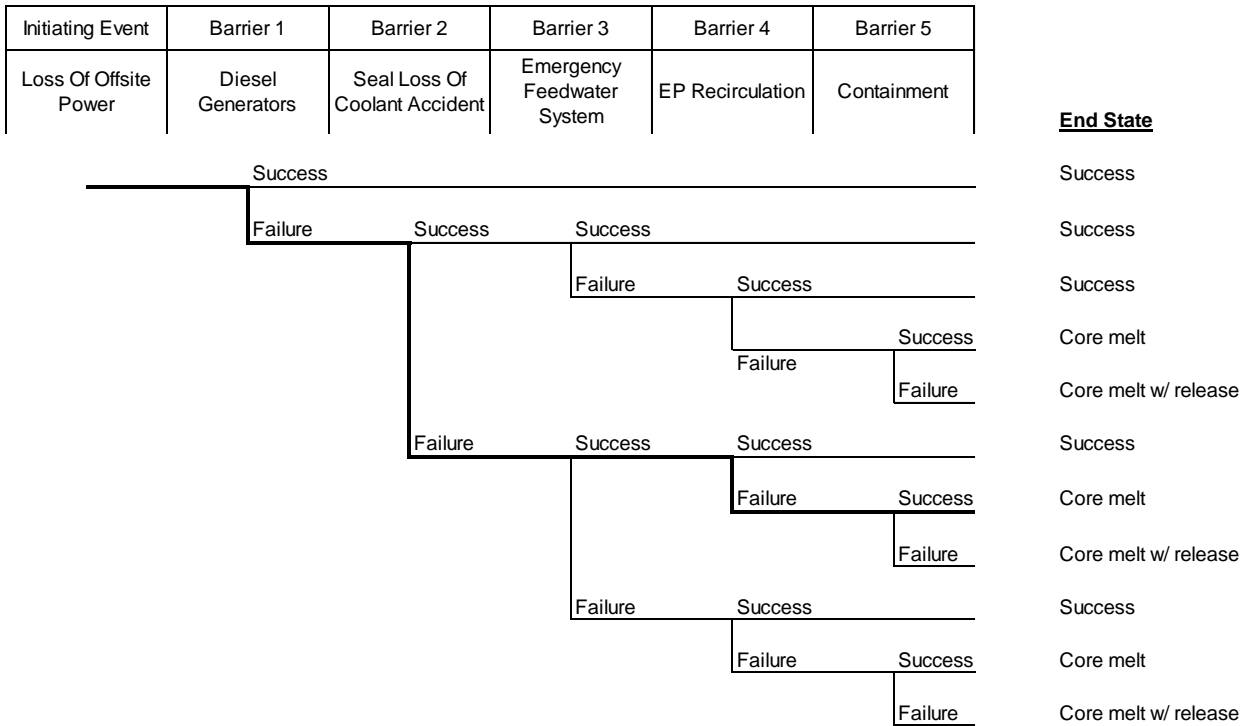 Initiating Event Barrier 1 Barrier 2 Barrier 3 Barrier 4 Barrier 5
Loss Of Offsite
Power
Diesel
Generators
Seal Loss Of
Coolant Accident
Emergency
Feedwater
System
EP Recirculation
Containment
End State
Success Success
Failure Success Success Success
Failure Success Success
Success Core melt
Failure
Failure Core melt w/ release
Failure Success Success Success
Failure Success Core melt
Failure Core melt w/ release
Failure Success Success
Failure Success Core melt
Failure Core melt w/ release